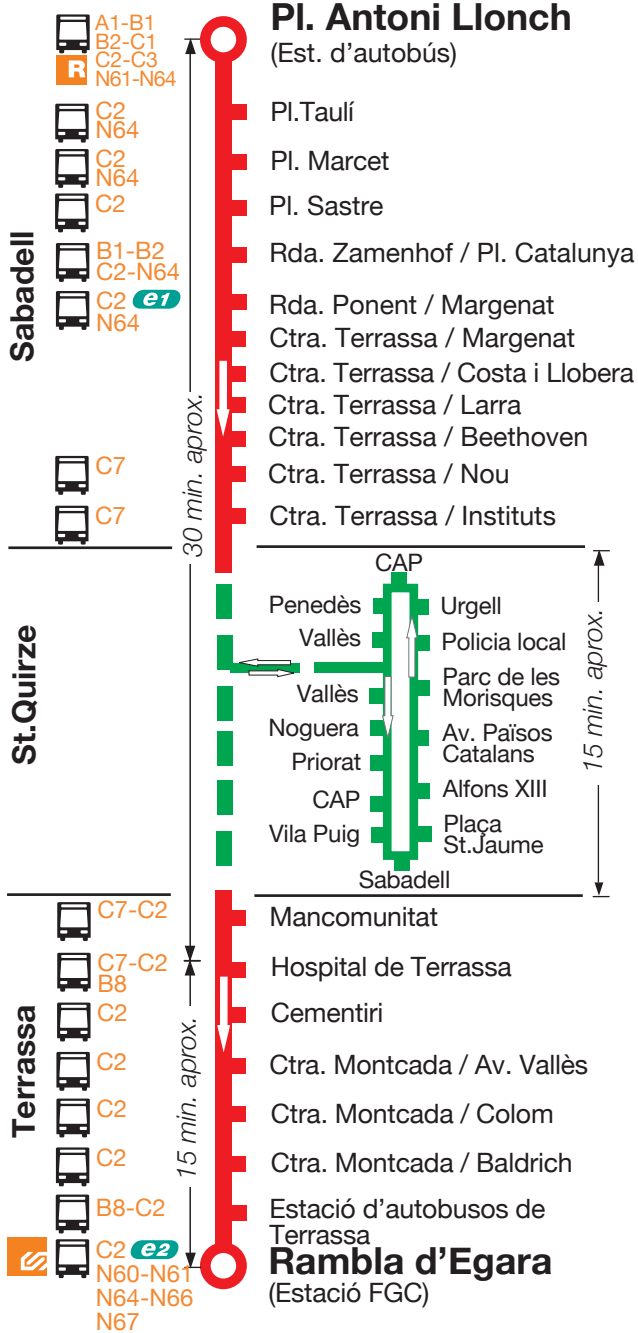 Pl. Antoni Llonch
(Est. d'autobús)
A1-B1
B2-C1
C2-C3
N61-N64
R
Pl.Taulí
C2
N64
Pl. Marcet
C2
N64
Pl. Sastre
C2
Rda. Zamenhof / Pl. Catalunya
B1-B2
C2-N64
Rda. Ponent / Margenat
C2 e1
N64
Ctra. Terrassa / Margenat
Ctra. Terrassa / Costa i Llobera
Ctra. Terrassa / Larra
Ctra. Terrassa / Beethoven
Ctra. Terrassa / Nou
C7
Ctra. Terrassa / Instituts
C7
Sabadell
30 min. aprox.
St.Quirze
CAP
Penedès
Urgell
Vallès
Policia local
Vallès
Parc de les
Morisques
Noguera
Av. Països
Catalans
Priorat
CAP
Alfons XIII
Vila Puig
Plaça
St.Jaume
Sabadell
15 min. aprox.
Terrassa
C7-C2
Mancomunitat
C7-C2
B8
Hospital de Terrassa
C2
Cementiri
C2
Ctra. Montcada / Av. Vallès
C2
Ctra. Montcada / Colom
C2
Ctra. Montcada / Baldrich
B8-C2
Estació d'autobusos de
Terrassa
15 min. aprox.
C2 e2
N60-N61
N64-N66
N67
Rambla d'Egara
(Estació FGC)